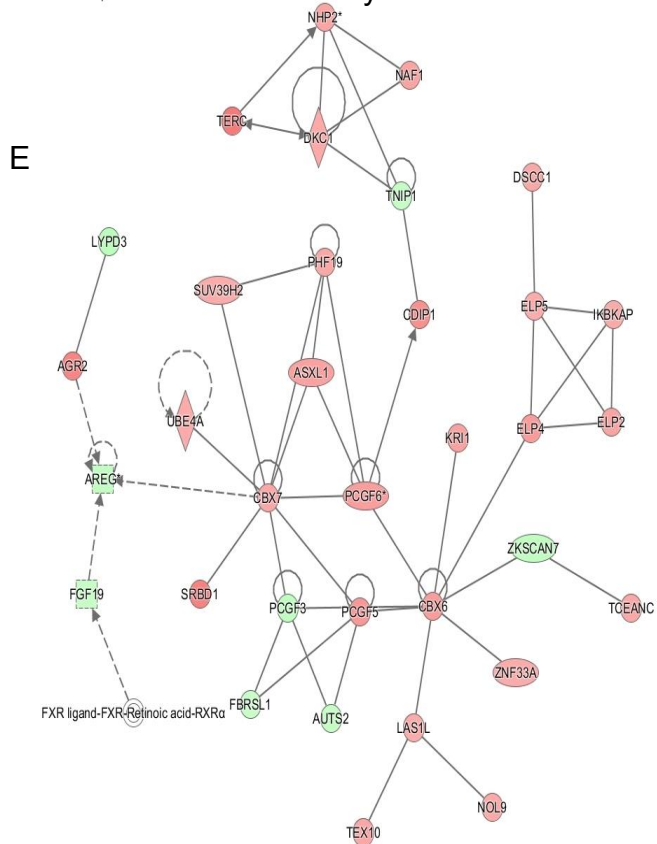 NHP2*
NAF1
TERC
DKC1
E
DSCC1
TNIP1
LYPD3
PHF19
SUV39H2
CDIP1
ELP5
IKBKAP
AGR2
ASXL1
UBE4A
ELP2
ELP4
KRI1
AREG*
CBX7
PCGF6*
ZKSCAN7
FGF19
SRBD1
PCGF3
PCGF5
CBX6
TCEANC
ZNF33A
FBRSL1
FXR ligand-FXR-Retinoic acid-RXRα
AUTS2
LAS1L
NOL9
TEX10